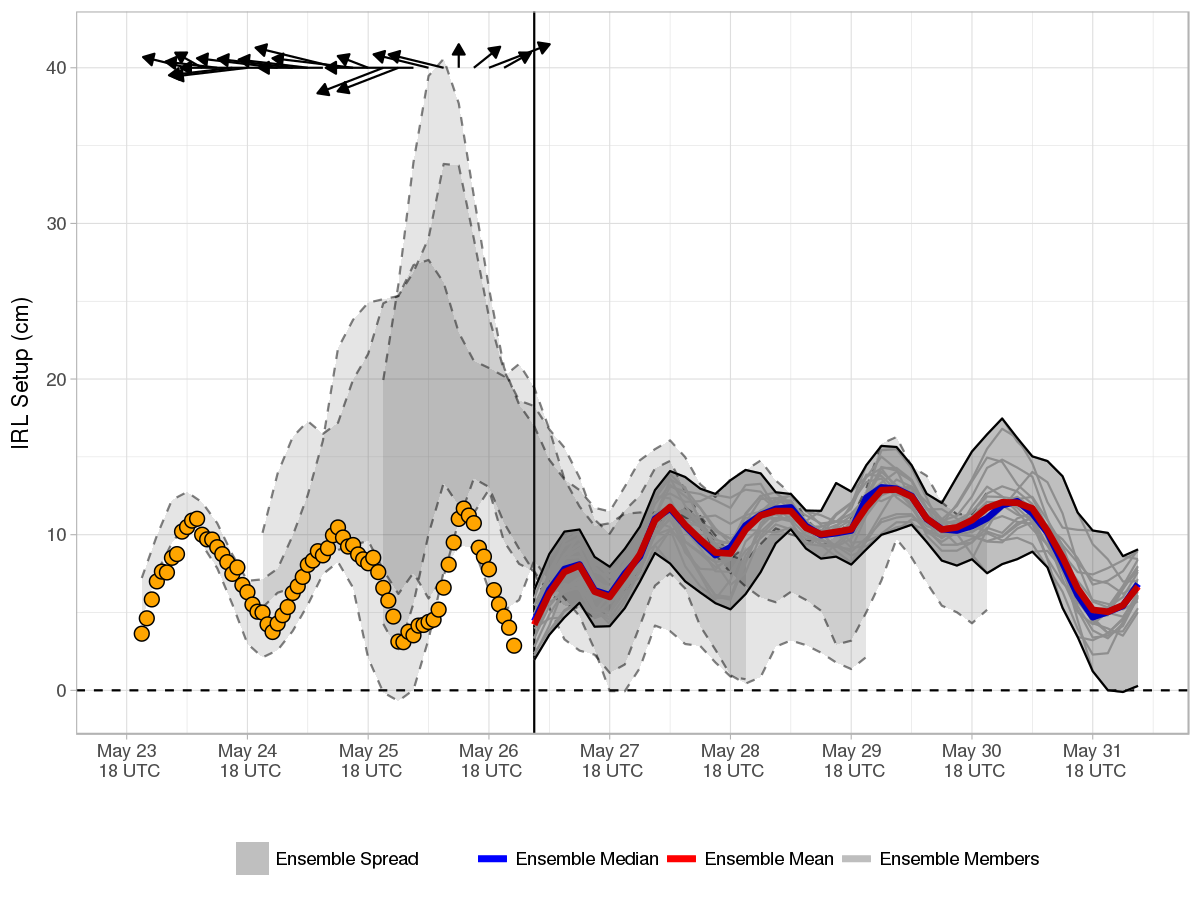 IRL Setup (cm)
40
30
20
10
0
May 23 May 24 May 25 May 26 May 27 May 28 May 29 May 30 May 31
18 UTC 18 UTC 18 UTC 18 UTC 18 UTC 18 UTC 18 UTC 18 UTC 18 UTC
Ensemble Spread Ensemble Median Ensemble Mean Ensemble Members